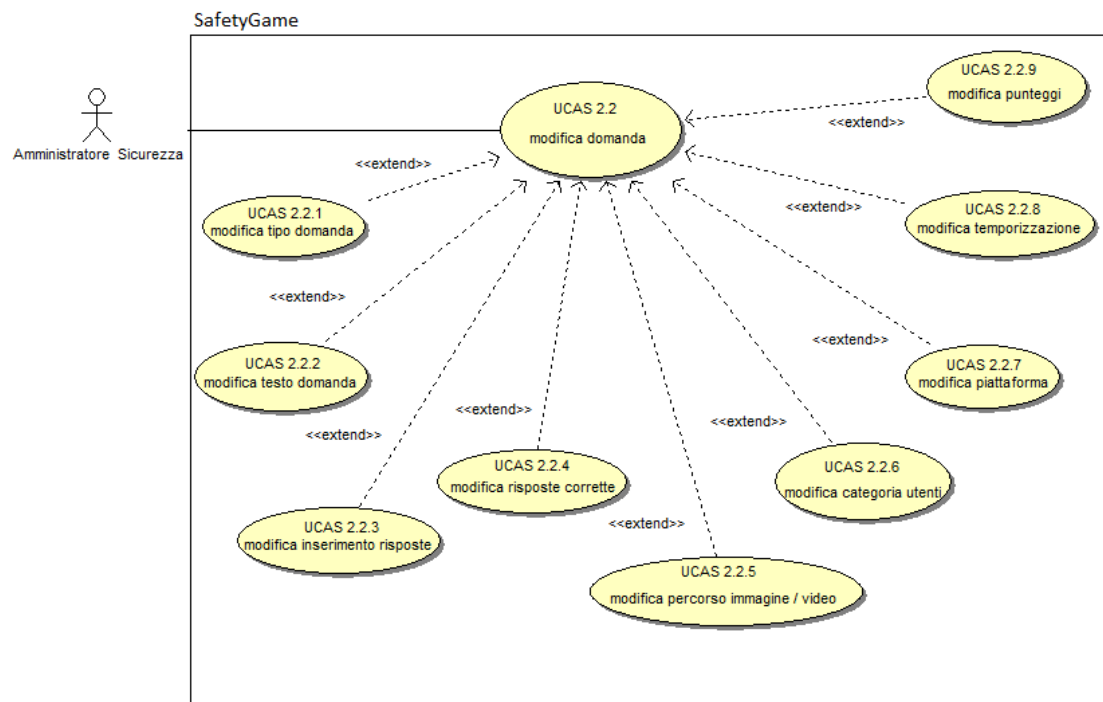 SafetyGame
Amministratore Sicurezza
UCAS 2.2
modifica domanda
UCAS 2.2.9
modifica punteggi
<<extend>>
<<extend>>
UCAS 2.2.1
modifica tipo domanda
<<extend>>
UCAS 2.2.8
modifica temporizzazione
<<extend>>
UCAS 2.2.2
modifica testo domanda
<<extend>>
UCAS 2.2.7
modifica piattaforma
<<extend>>
UCAS 2.2.3
modifica inserimento risposte
<<extend>>
UCAS 2.2.4
modifica risposte corrette
<<extend>>
UCAS 2.2.6
modifica categoria utenti
<<extend>>
UCAS 2.2.5
modifica percorso immagine / video